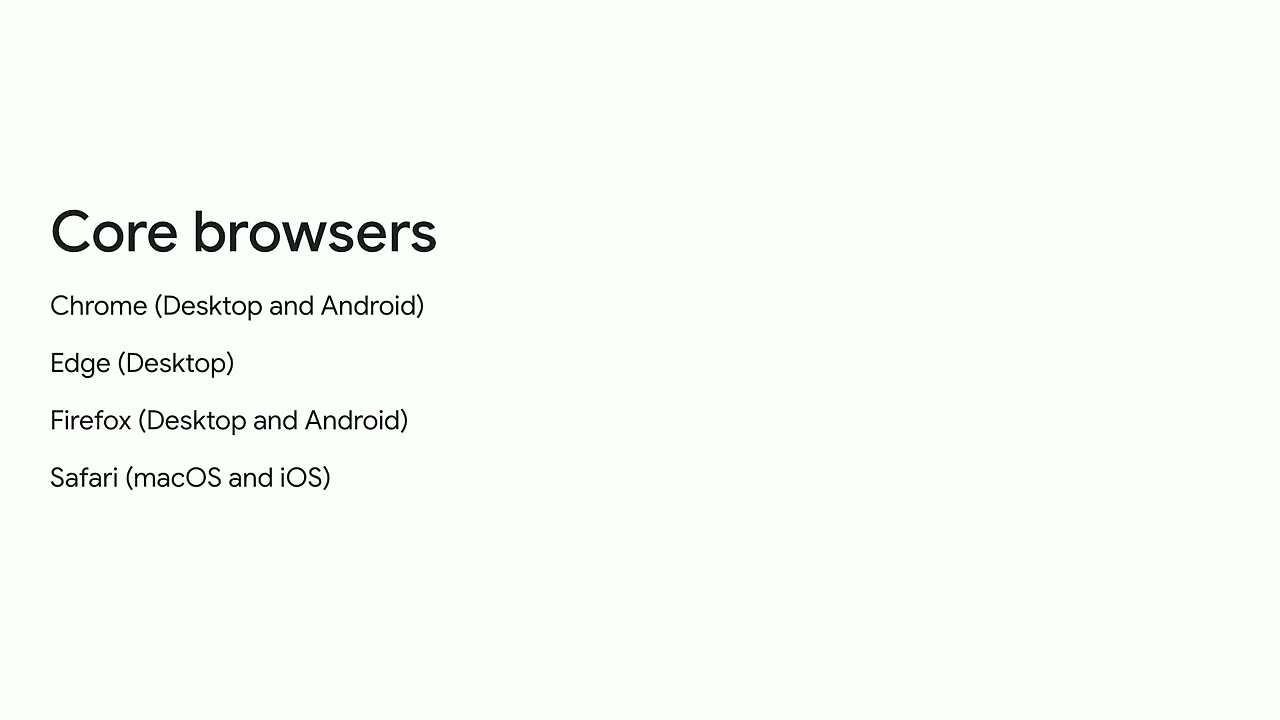 Core browsers
Chrome (Desktop and Android)
Edge (Desktop)
Firefox (Desktop and Android)
Safari (macOS and iOS)